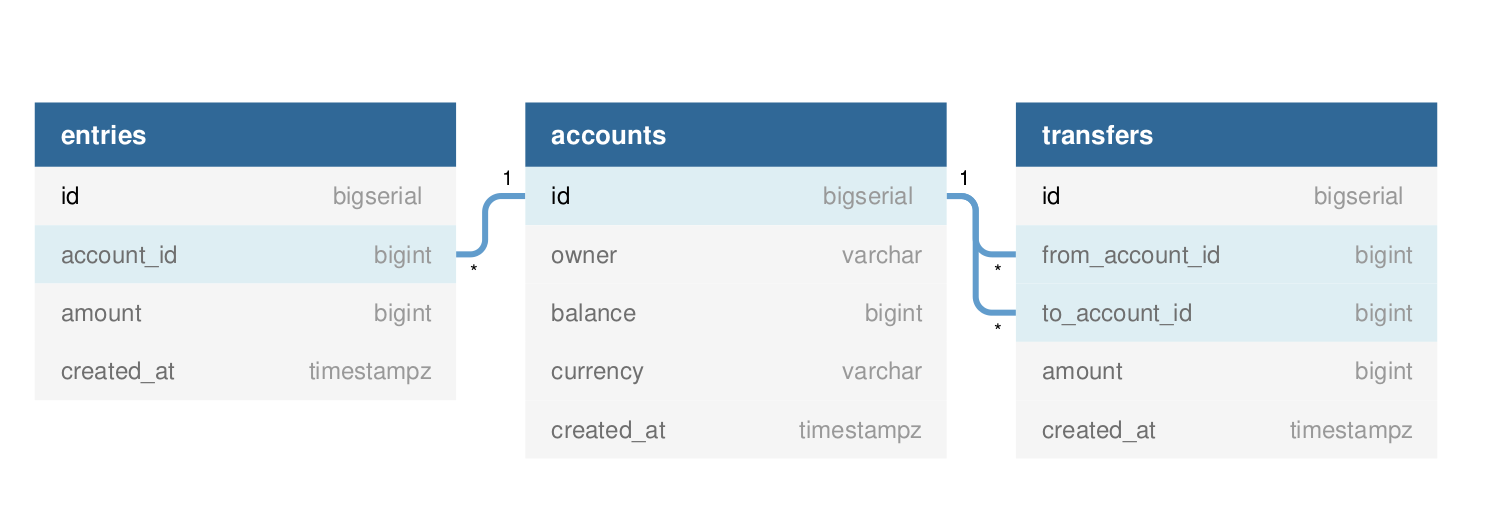 entries
id bigserial
account_id bigint
amount bigint
created_at timestampz
1
*
accounts
id bigserial
owner varchar
balance bigint
currency varchar
created_at timestampz
1
*
*
transfers
id bigserial
from_account_id bigint
to_account_id bigint
amount bigint
created_at timestampz